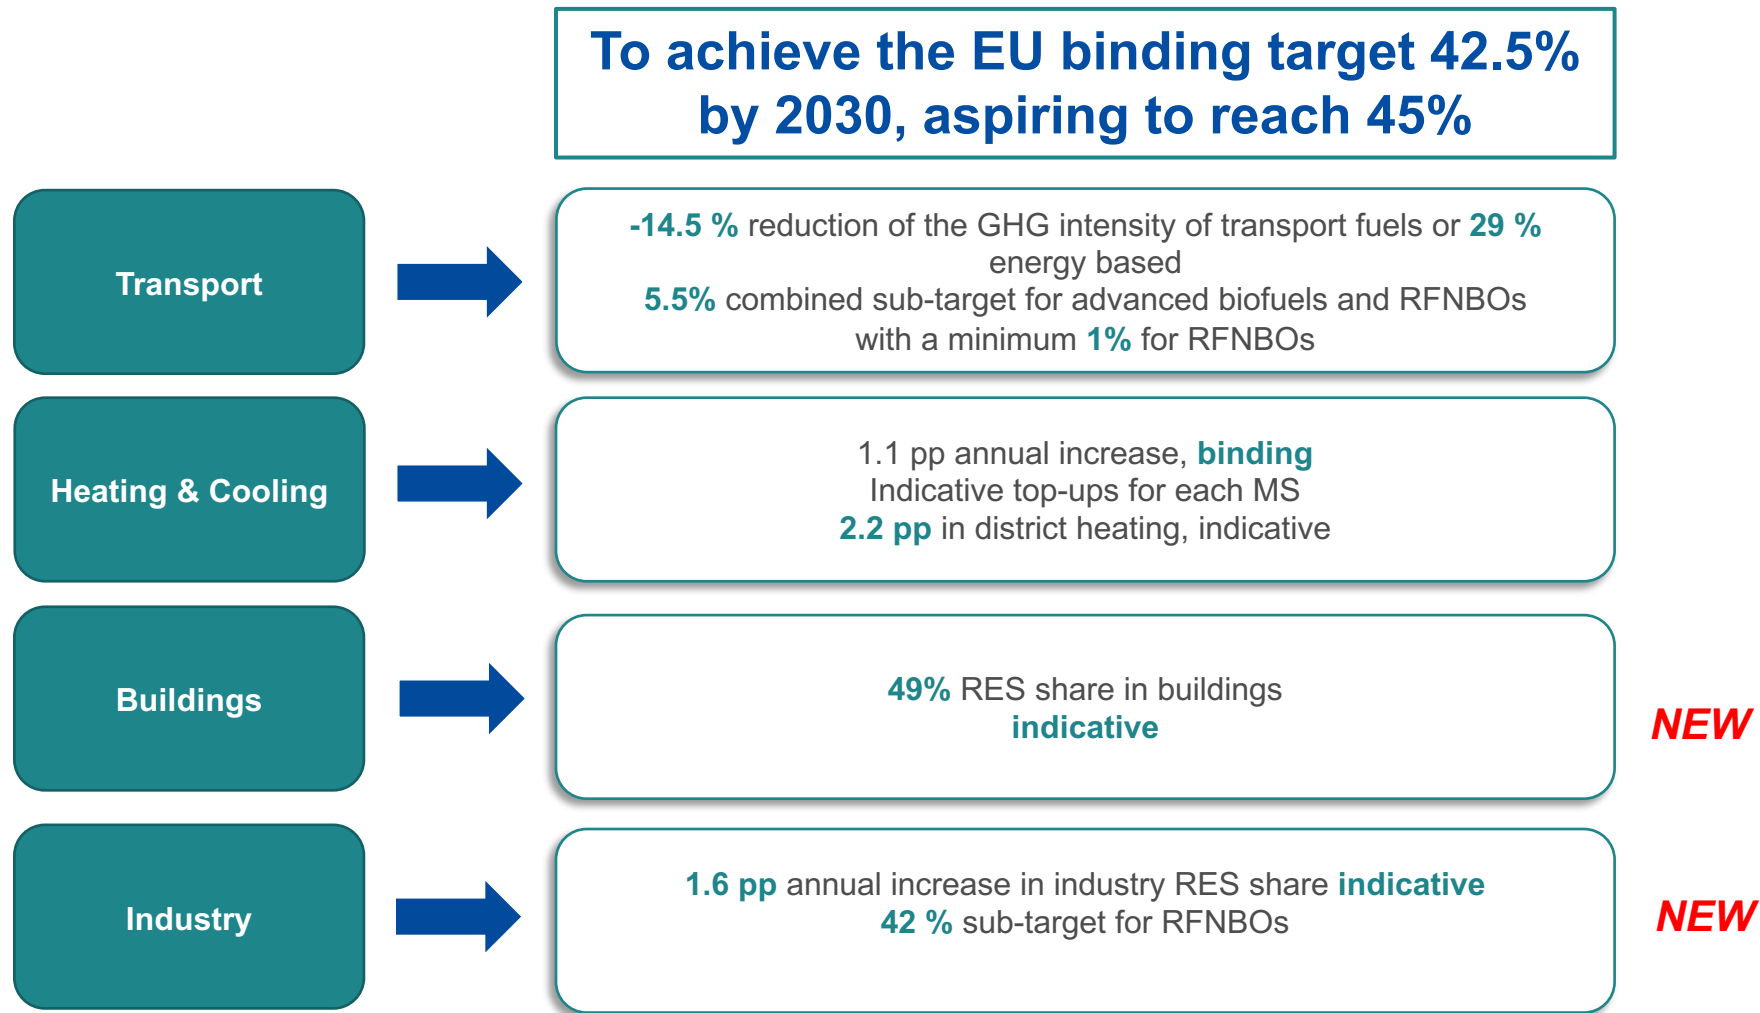 To achieve the EU binding target 42.5%
by 2030, aspiring to reach 45%
Transport
-14.5 % reduction of the GHG intensity of transport fuels or 29 %
energy based
5.5% combined sub-target for advanced biofuels and RFNBOs
with a minimum 1% for RFNBOs
Heating & Cooling
1.1 pp annual increase, binding
Indicative top-ups for each MS
2.2 pp in district heating, indicative
Buildings
49% RES share in buildings
indicative
NEW
Industry
1.6 pp annual increase in industry RES share indicative
42 % sub-target for RFNBOs
NEW